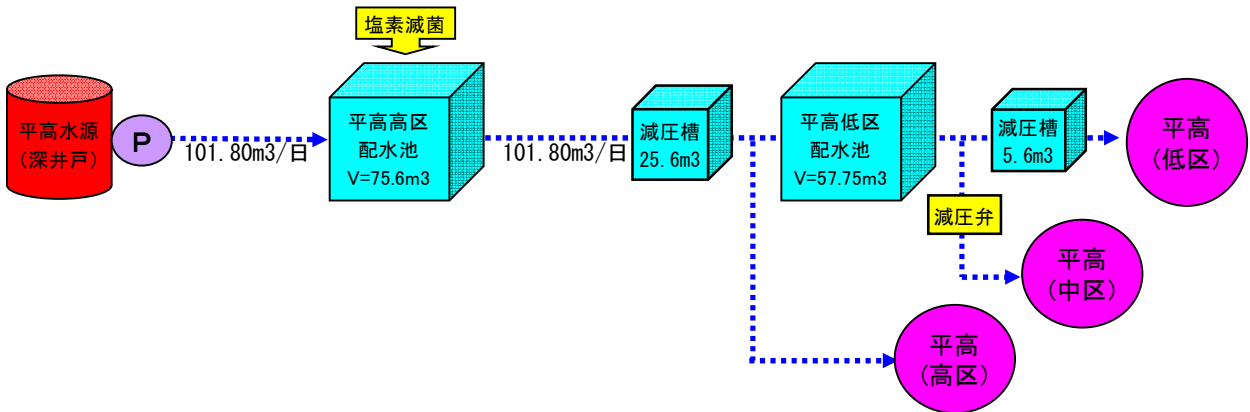 塩素滅菌
平高水源
(深井戸)
P
101.80m3/日
平高高区
配水池
V=75.6m3
101.80m3/日
減圧槽
25.6m3
平高低区
配水池
V=57.75m3
減圧槽
5.6m3
平高
(低区)
減圧弁
平高
(中区)
平高
(高区)